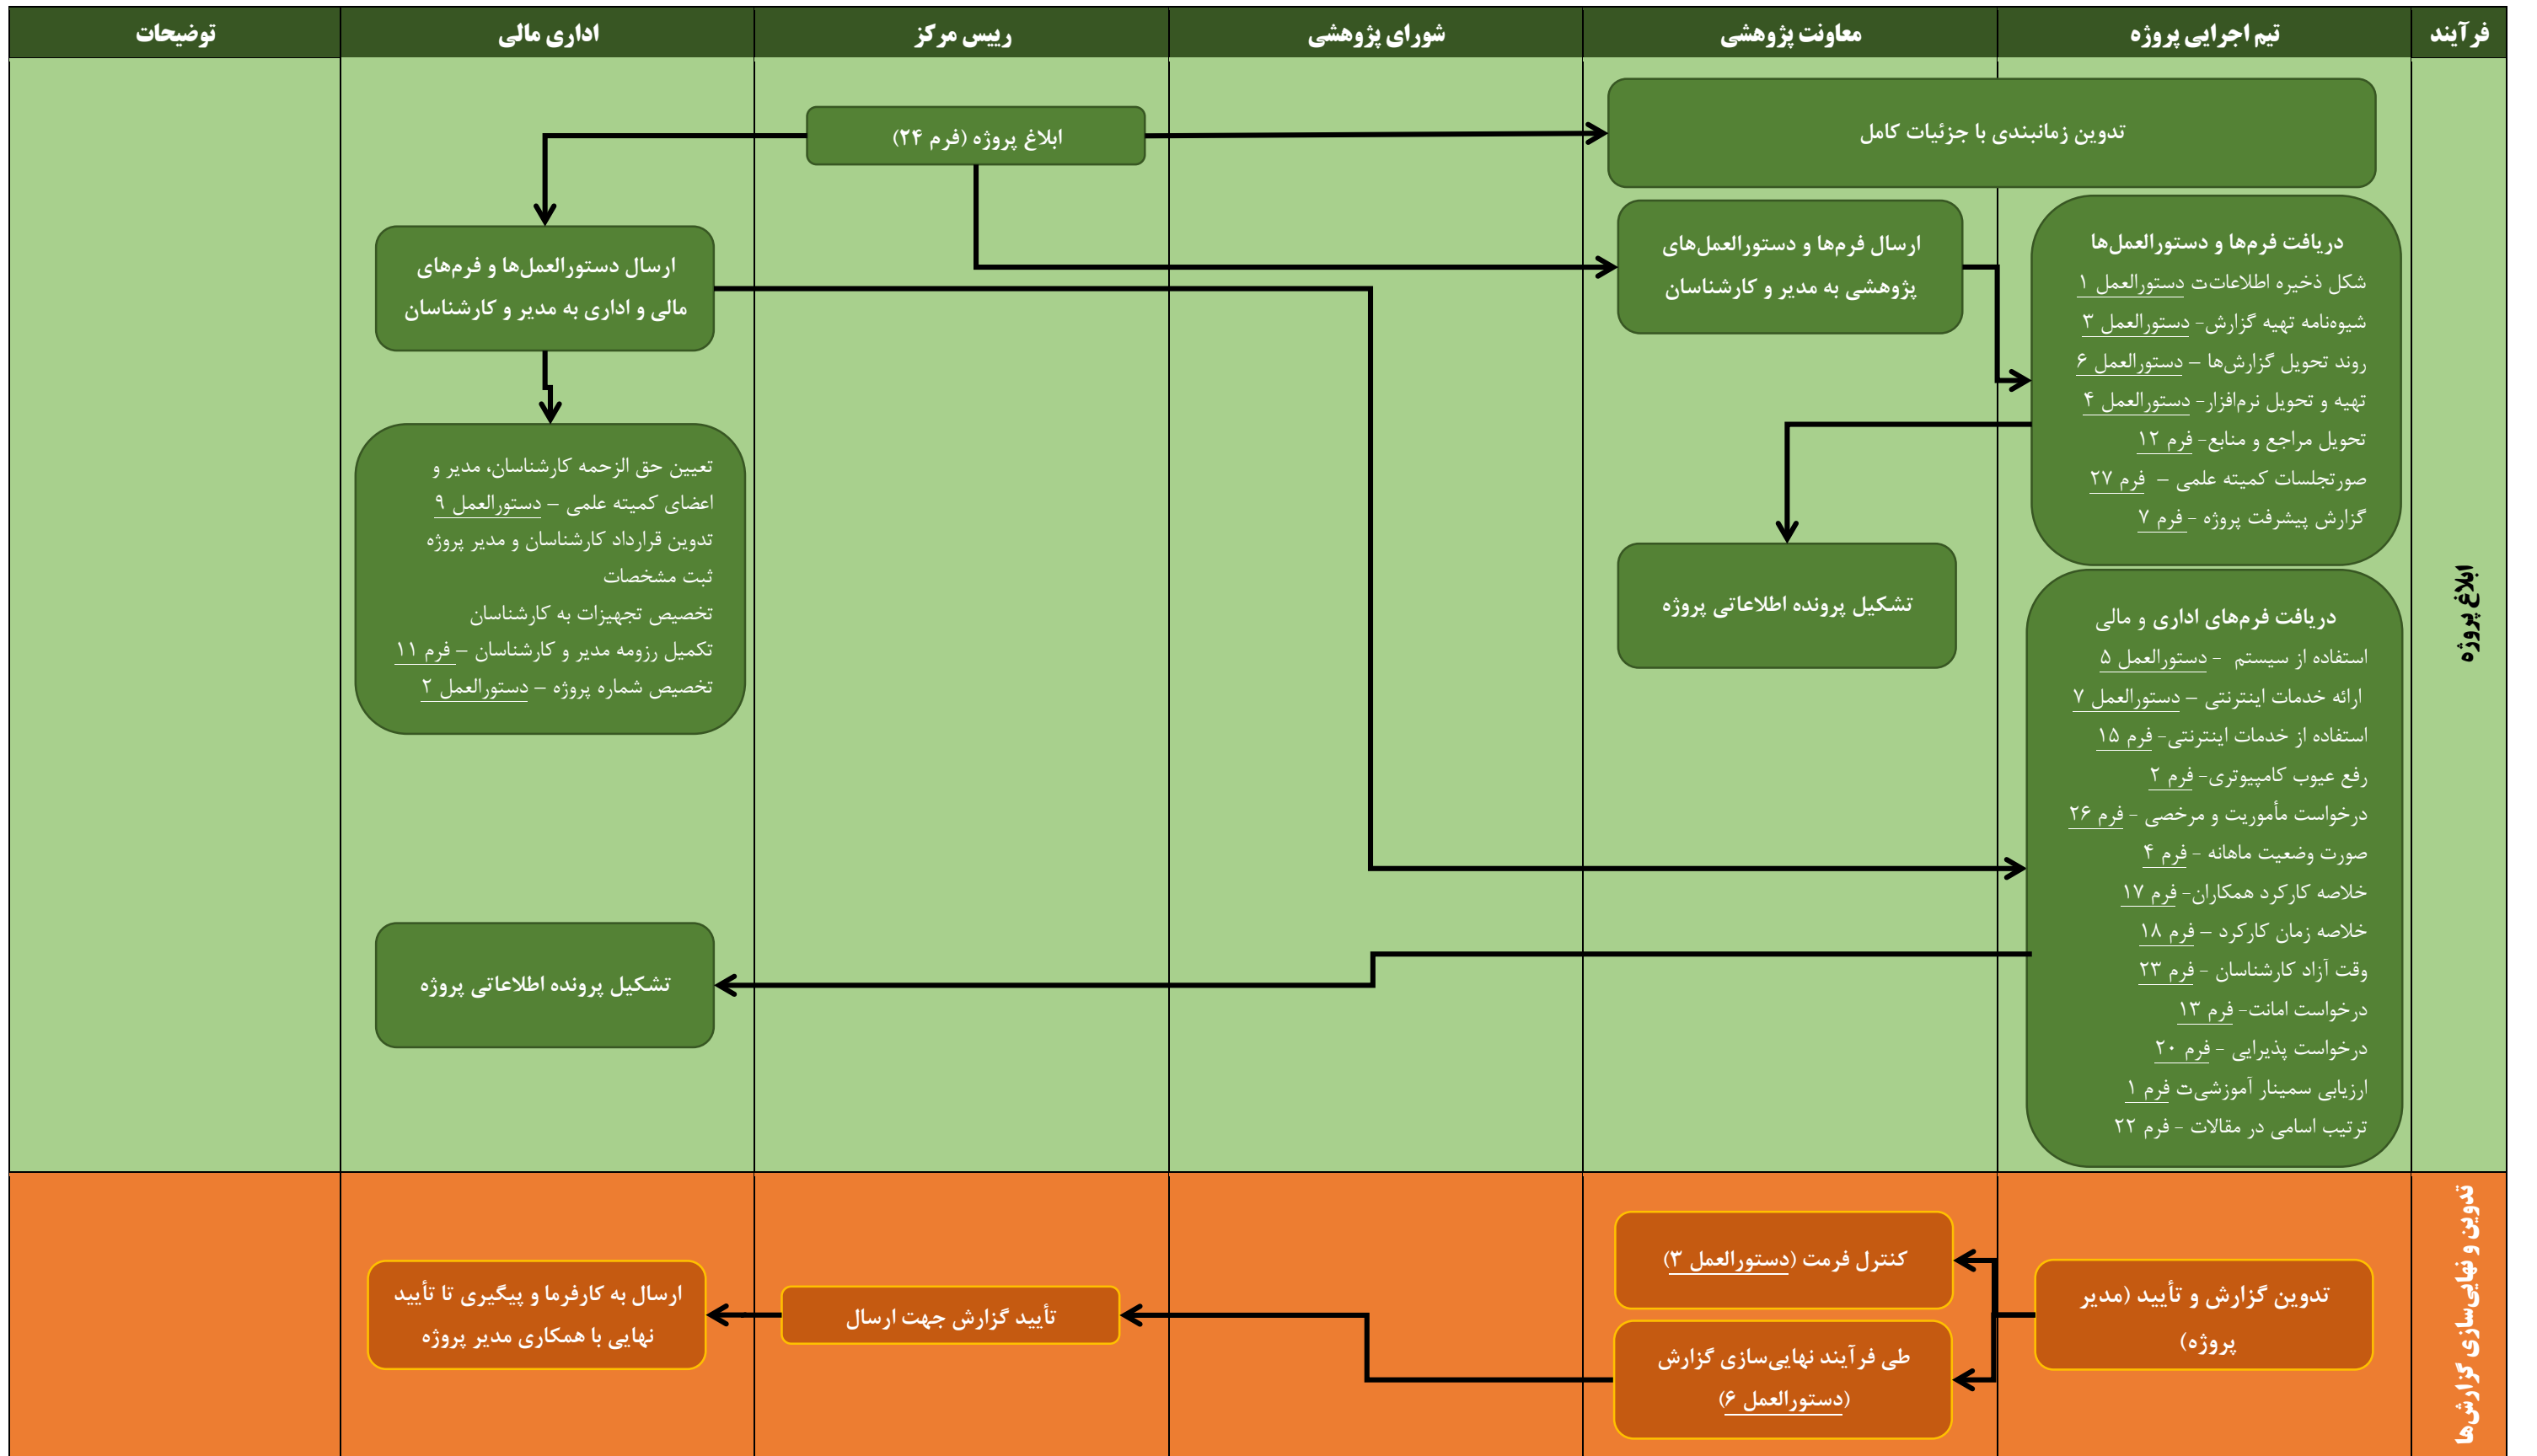 فرآیند
تیم اجرایی پروژه
معاونت پژوهشی
شورای پژوهشی
رییس مرکز
اداری مالی
توضیحات
ابلاغ پروژه
تدوین زمانبندی با جزئیات کامل
ابلاغ پروژه (فرم ۲۴)
دریافت فرم‌ها و دستورالعمل‌ها
شکل ذخیره اطلاعاتت دستورالعمل ۱
شیوه‌نامه تهیه گزارش- دستورالعمل ۳
روند تحویل گزارش‌ها – دستورالعمل ۶
تهیه و تحویل نرم‌افزار- دستورالعمل ۴
تحویل مراجع و منابع- فرم ۱۲
صورتجلسات کمیته علمی – فرم ۲۷
گزارش پیشرفت پروژه - فرم ۷
ارسال فرم‌ها و دستورالعمل‌های
پژوهشی به مدیر و کارشناسان
ارسال دستورالعمل‌ها و فرم‌های
مالی و اداری به مدیر و کارشناسان
تعیین حق الزحمه کارشناسان، مدیر و
اعضای کمیته علمی – دستورالعمل ۹
تدوین قرارداد کارشناسان و مدیر پروژه
ثبت مشخصات
تخصیص تجهیزات به کارشناسان
تکمیل رزومه مدیر و کارشناسان – فرم ۱۱
تخصیص شماره پروژه – دستورالعمل ۲
تشکیل پرونده اطلاعاتی پروژه
دریافت فرم‌های اداری و مالی
استفاده از سیستم - دستورالعمل ۵
ارائه خدمات اینترنتی – دستورالعمل ۷
استفاده از خدمات اینترنتی- فرم ۱۵
رفع عیوب کامپیوتری- فرم ۲
درخواست مأموریت و مرخصی - فرم ۲۶
صورت وضعیت ماهانه - فرم ۴
خلاصه کارکرد همکاران- فرم ۱۷
خلاصه زمان کارکرد – فرم ۱۸
وقت آزاد کارشناسان - فرم ۲۳
درخواست امانت- فرم ۱۳
درخواست پذیرایی - فرم ۲۰
ارزیابی سمینار آموزشی‌ت فرم ۱
ترتیب اسامی در مقالات - فرم ۲۲
تشکیل پرونده اطلاعاتی پروژه
تدوین و نهایی‌سازی گزارش‌ها
تدوین گزارش و تأیید (مدیر
پروژه)
کنترل فرمت (دستورالعمل ۳)
طی فرآیند نهایی‌سازی گزارش
(دستورالعمل ۶)
تأیید گزارش جهت ارسال
ارسال به کارفرما و پیگیری تا تأیید
نهایی با همکاری مدیر پروژه